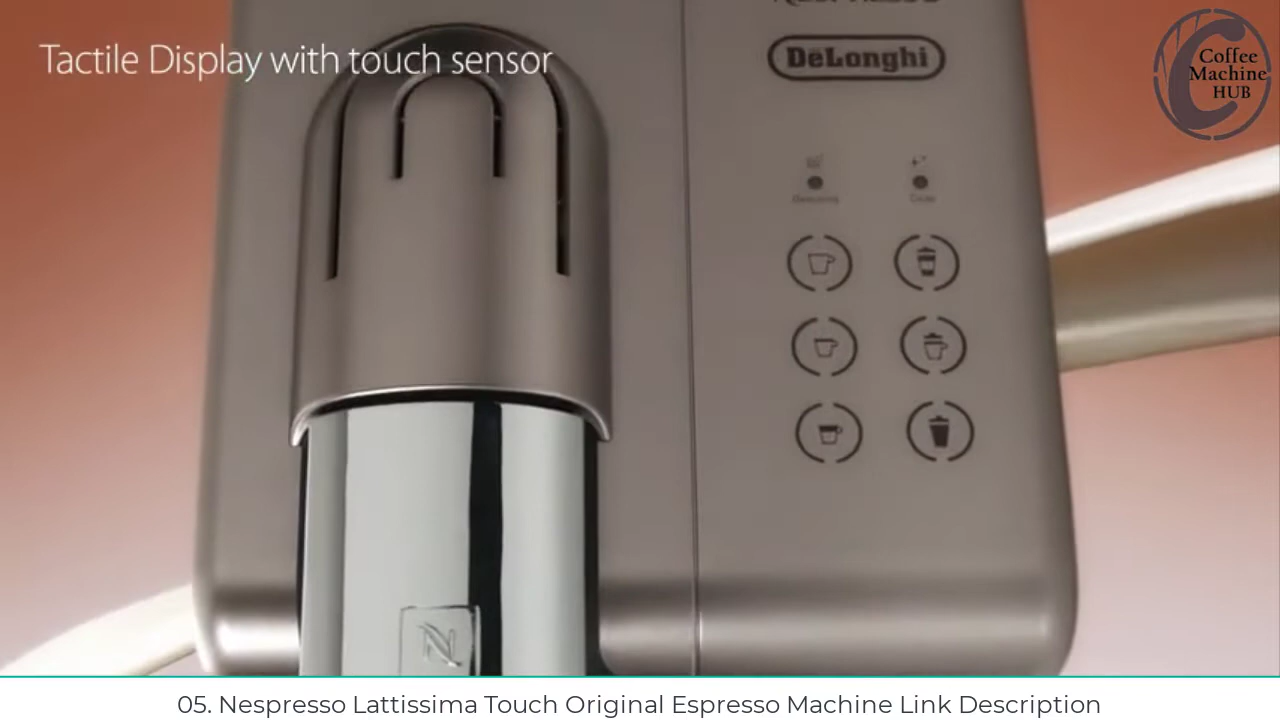 Tactile Display with touch sensor
DeLonghi
Coffee
Machine
HUB
N
05. Nespresso Lattissima Touch Original Espresso Machine Link Description